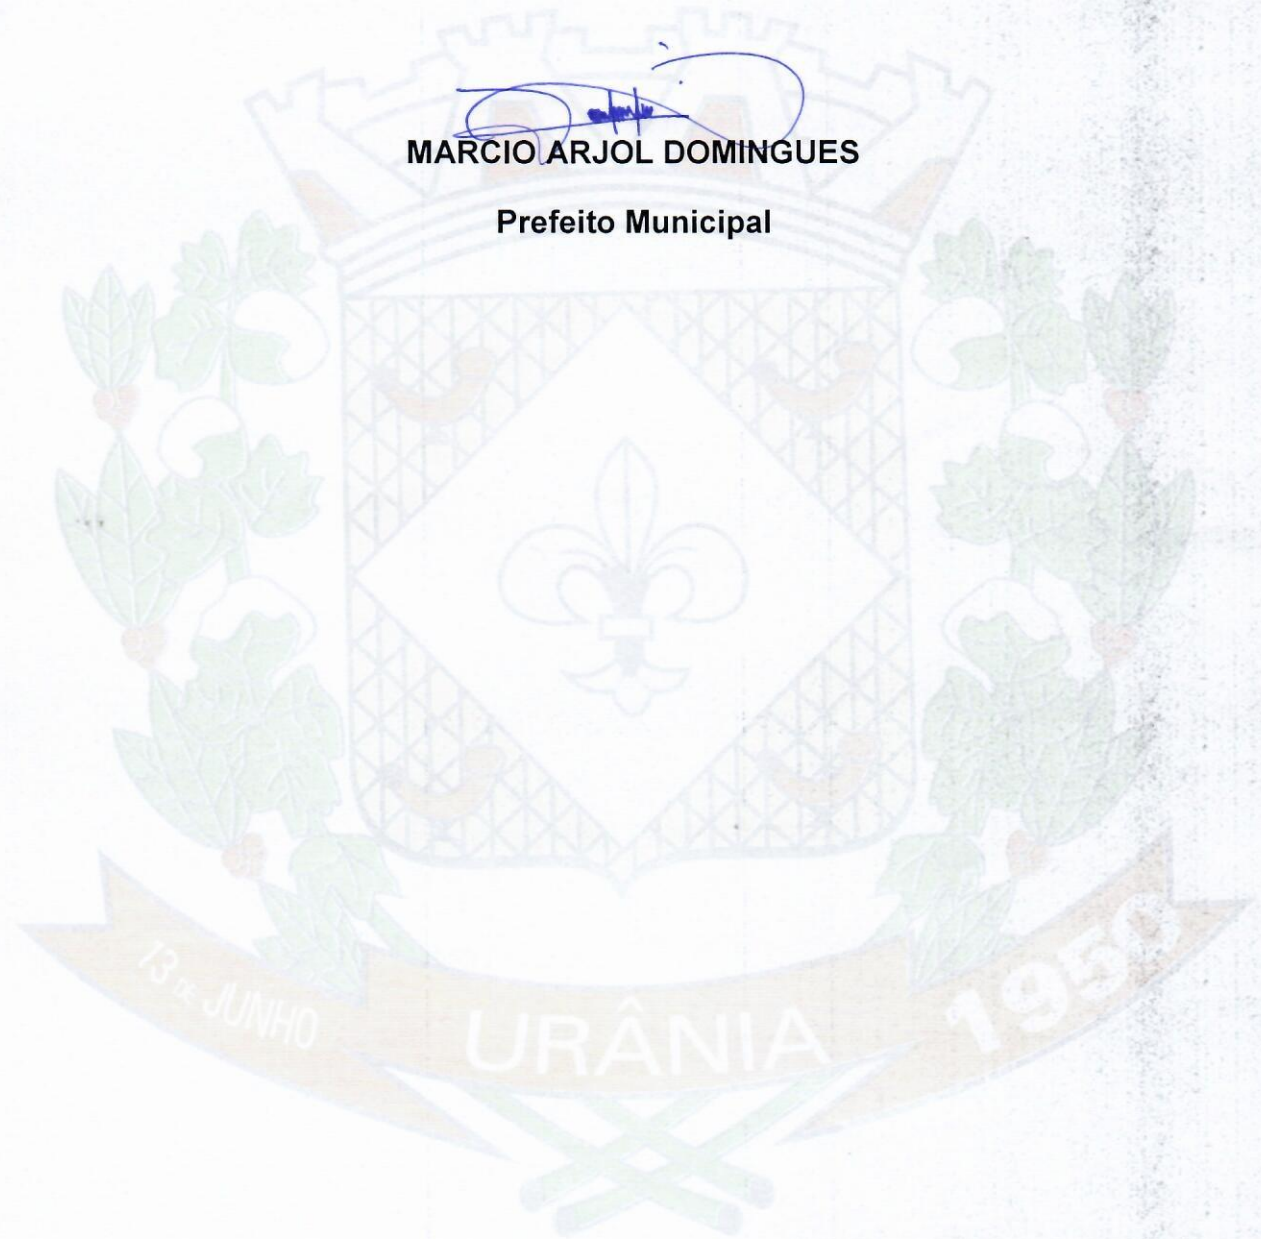 MARCIO ARJOL DOMINGUES
Prefeito Municipal
13 DE JUNHO
URÂNIA
1950